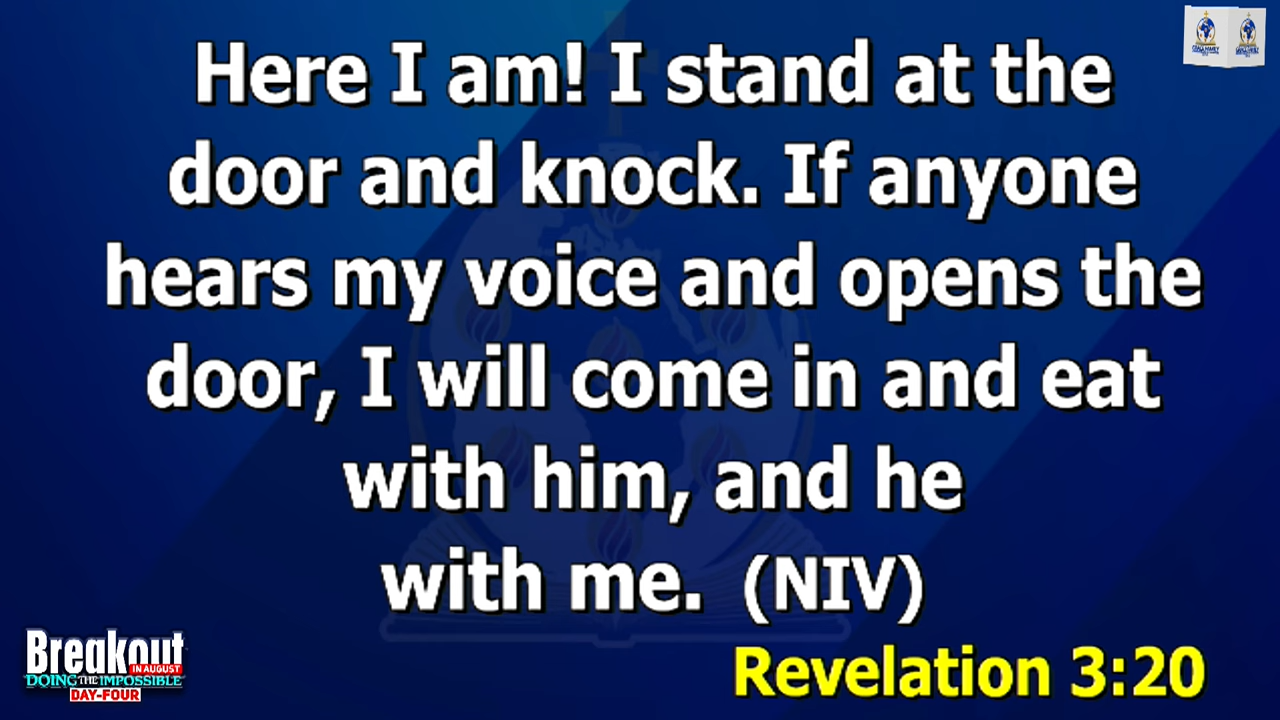 Here I am! I stand at the
door and knock. If anyone
hears my voice and opens the
door, I will come in and eat
with him, and he
with me. (NIV)
Revelation 3:20
Breakout
IN AUGUST
DOING THE IMPOSSIBLE
DAY-FOUR